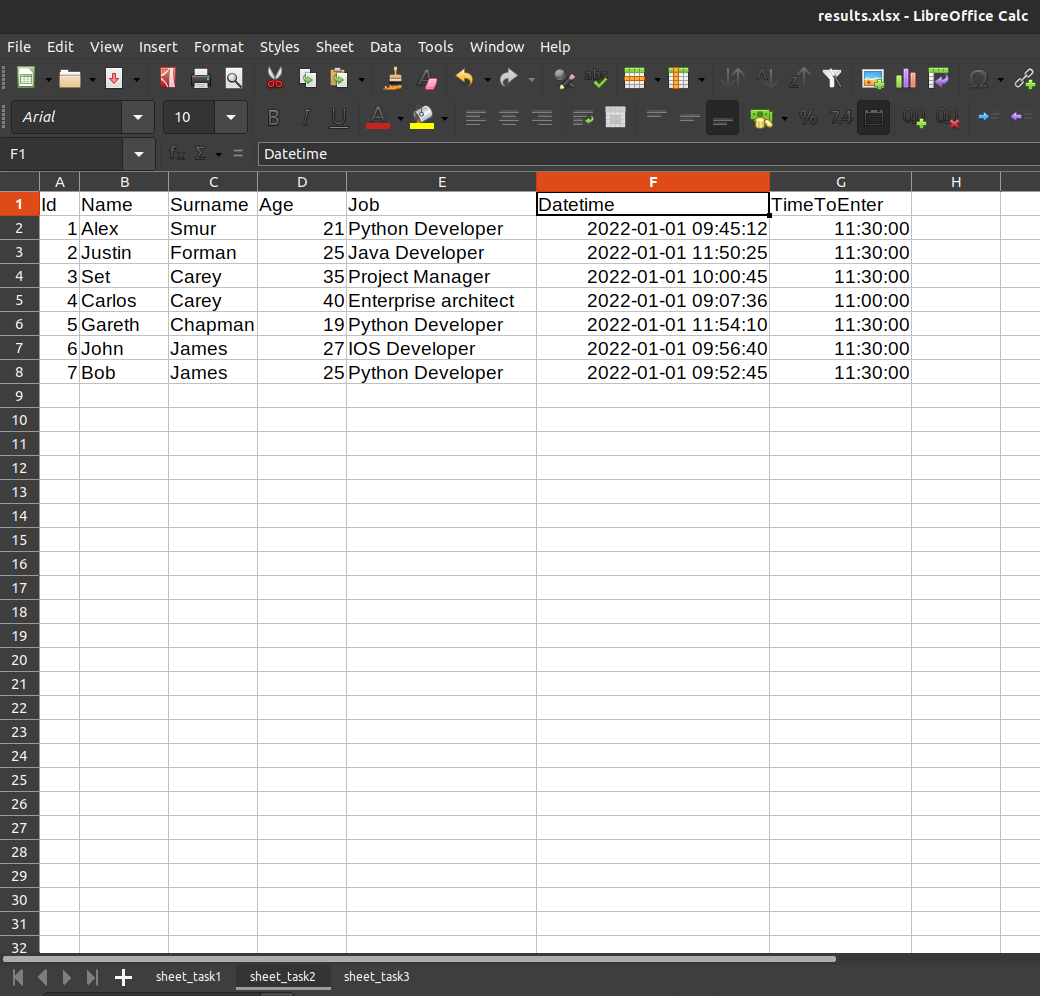 results.xlsx - LibreOffice Calc
File Edit View Insert Format Styles Sheet Data Tools Window Help
Arial 10 B I U A % 7.4
F1 fx Σ = Datetime
A B C D E F G H
1 Id Name Surname Age Job Datetime TimeToEnter
2 1 Alex Smur 21 Python Developer 2022-01-01 09:45:12 11:30:00
3 2 Justin Forman 25 Java Developer 2022-01-01 11:50:25 11:30:00
4 3 Set Carey 35 Project Manager 2022-01-01 10:00:45 11:30:00
5 4 Carlos Carey 40 Enterprise architect 2022-01-01 09:07:36 11:00:00
6 5 Gareth Chapman 19 Python Developer 2022-01-01 11:54:10 11:30:00
7 6 John James 27 IOS Developer 2022-01-01 09:56:40 11:30:00
8 7 Bob James 25 Python Developer 2022-01-01 09:52:45 11:30:00
9
10
11
12
13
14
15
16
17
18
19
20
21
22
23
24
25
26
27
28
29
30
31
32
sheet_task1 sheet_task2 sheet_task3